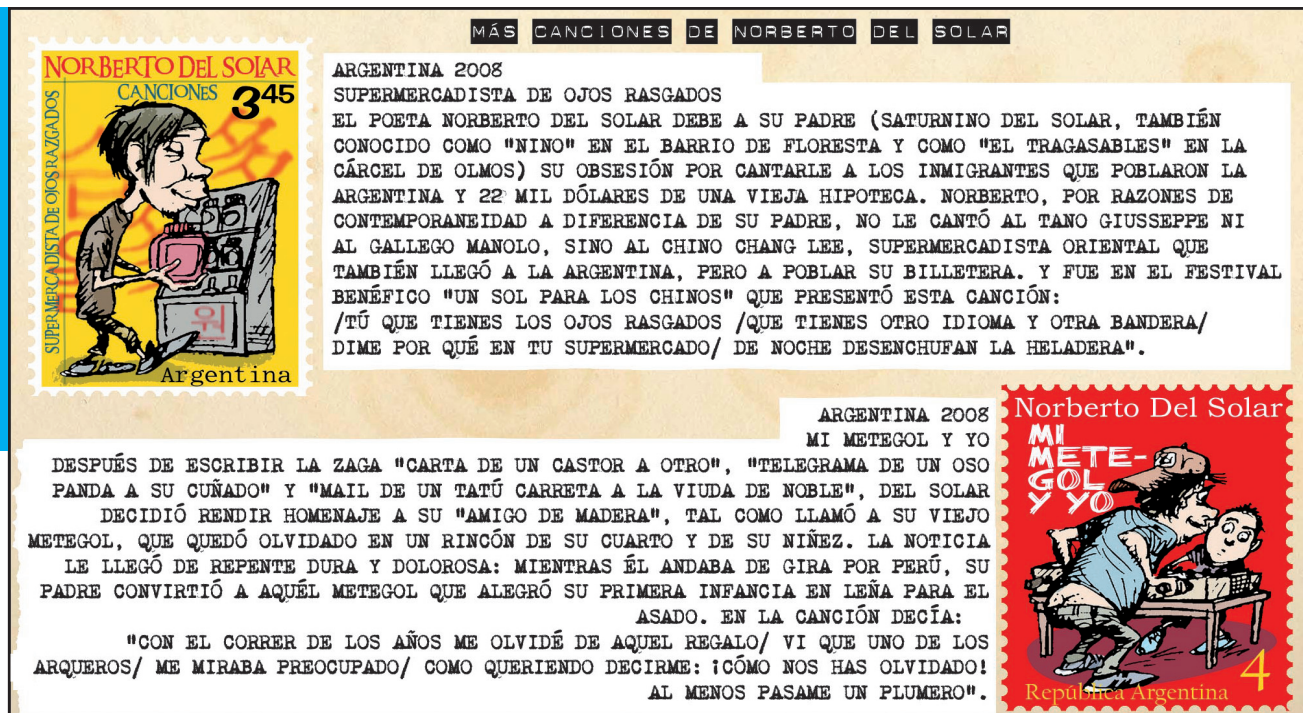 MÁS CANCIONES DE NORBERTO DEL SOLAR
NORBERTO DEL SOLAR
CANCIONES 3 45
SUPERMERCADISTA DE OJOS RAZGADOS
워
Argentina
ARGENTINA 2008
SUPERMERCADISTA DE OJOS RASGADOS
EL POETA NORBERTO DEL SOLAR DEBE A SU PADRE (SATURNINO DEL SOLAR, TAMBIÉN
CONOCIDO COMO "NINO" EN EL BARRIO DE FLORESTA Y COMO "EL TRAGASABLES" EN LA
CÁRCEL DE OLMOS) SU OBSESIÓN POR CANTARLE A LOS INMIGRANTES QUE POBLARON LA
ARGENTINA Y 22 MIL DÓLARES DE UNA VIEJA HIPOTECA. NORBERTO, POR RAZONES DE
CONTEMPORANEIDAD A DIFERENCIA DE SU PADRE, NO LE CANTÓ AL TANO GIUSSEPPE NI
AL GALLEGO MANOLO, SINO AL CHINO CHANG LEE, SUPERMERCADISTA ORIENTAL QUE
TAMBIÉN LLEGÓ A LA ARGENTINA, PERO A POBLAR SU BILLETERA. Y FUE EN EL FESTIVAL
BENÉFICO "UN SOL PARA LOS CHINOS" QUE PRESENTÓ ESTA CANCIÓN:
/TÚ QUE TIENES LOS OJOS RASGADOS /QUE TIENES OTRO IDIOMA Y OTRA BANDERA/
DIME POR QUÉ EN TU SUPERMERCADO/ DE NOCHE DESENCHUFAN LA HELADERA".
ARGENTINA 2008
MI METEGOL Y YO
DESPUÉS DE ESCRIBIR LA ZAGA "CARTA DE UN CASTOR A OTRO", "TELEGRAMA DE UN OSO
PANDA A SU CUÑADO" Y "MAIL DE UN TATÚ CARRETA A LA VIUDA DE NOBLE", DEL SOLAR
DECIDIÓ RENDIR HOMENAJE A SU "AMIGO DE MADERA", TAL COMO LLAMÓ A SU VIEJO
METEGOL, QUE QUEDÓ OLVIDADO EN UN RINCÓN DE SU CUARTO Y DE SU NIÑEZ. LA NOTICIA
LE LLEGÓ DE REPENTE DURA Y DOLOROSA: MIENTRAS ÉL ANDABA DE GIRA POR PERÚ, SU
PADRE CONVIRTIÓ A AQUÉL METEGOL QUE ALEGRÓ SU PRIMERA INFANCIA EN LEÑA PARA EL
ASADO. EN LA CANCIÓN DECÍA:
"CON EL CORRER DE LOS AÑOS ME OLVIDÉ DE AQUEL REGALO/ VI QUE UNO DE LOS
ARQUEROS/ ME MIRABA PREOCUPADO/ COMO QUERIENDO DECIRME: ¡CÓMO NOS HAS OLVIDADO!
AL MENOS PASAME UN PLUMERO".
Norberto Del Solar
MI
METE-
GOL
Y YO
República Argentina 4